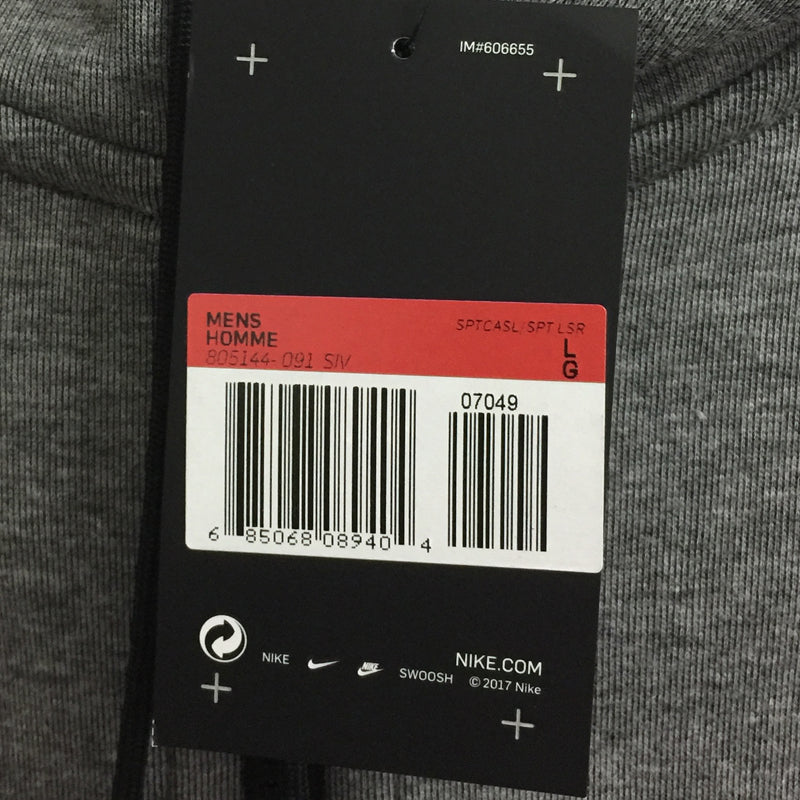 IM#606655
MENS
HOMME
805144-091 SIV
SPTCASL/SPT LSR
L
G
07049
6 85068 08940 4
NIKE
NIKE
SWOOSH
NIKE.COM
© 2017 Nike